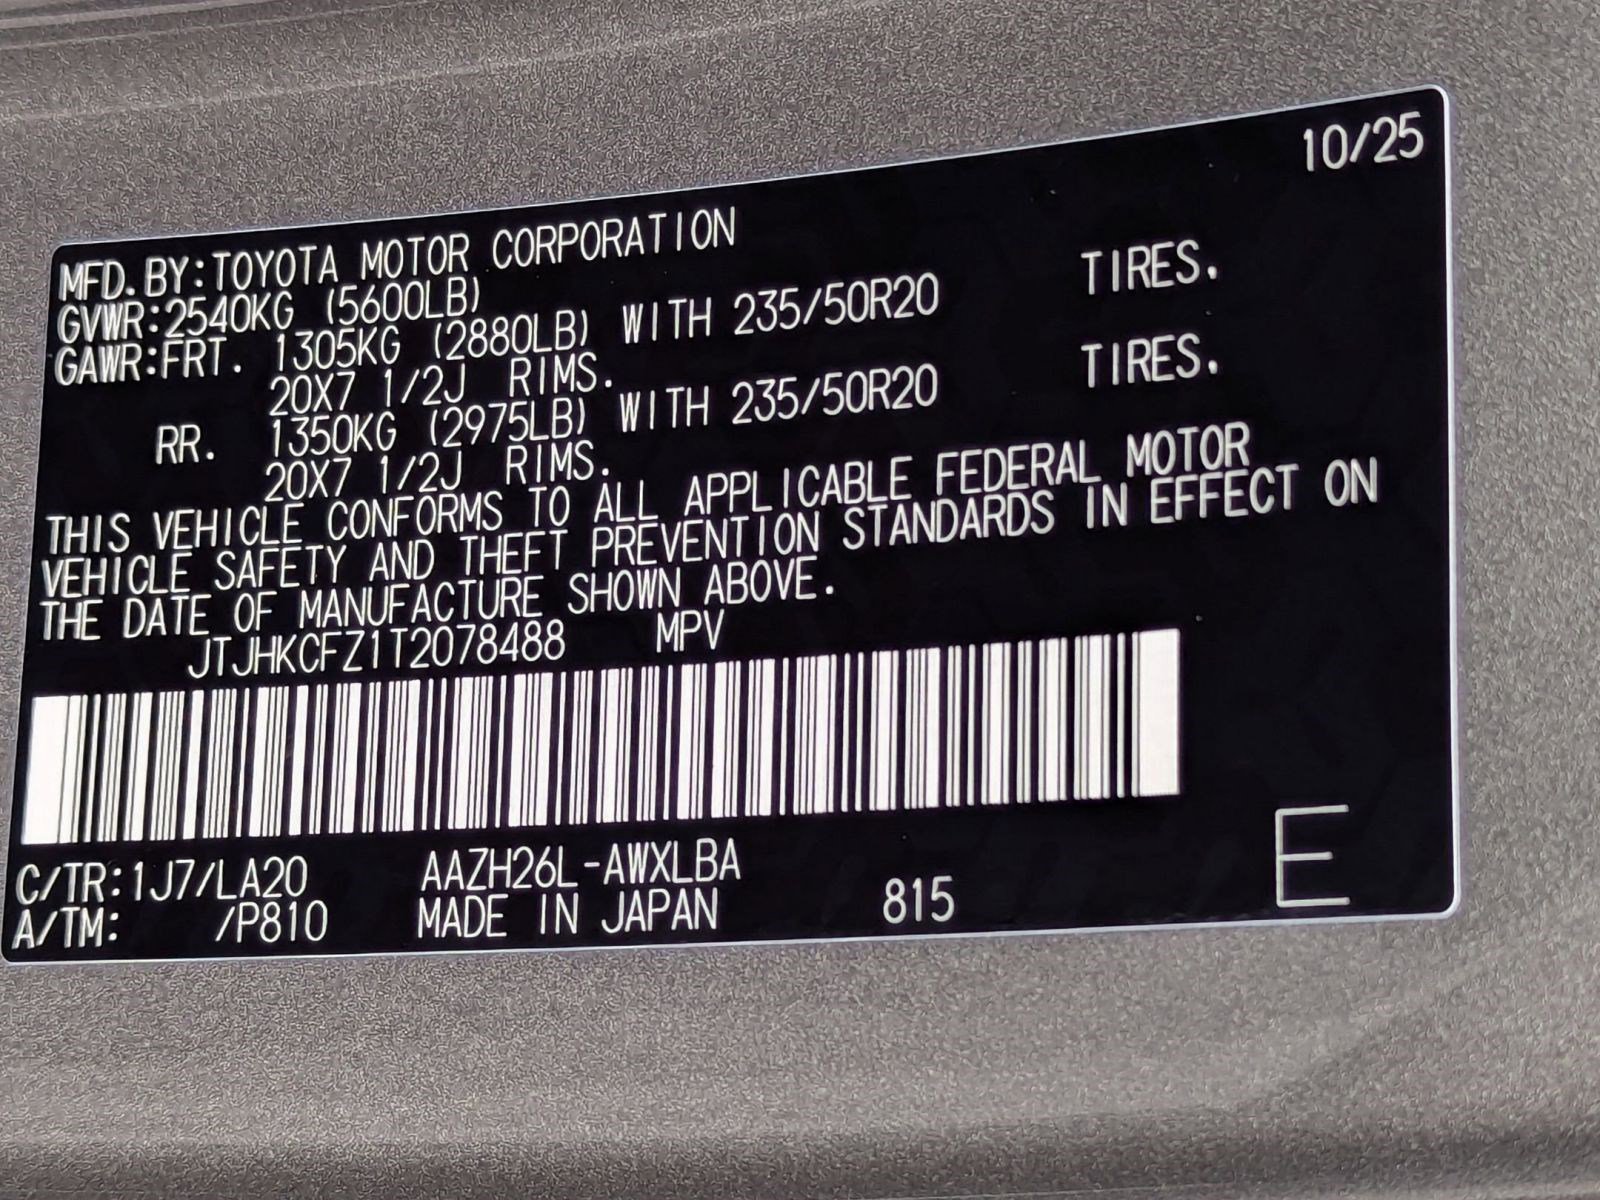 10/25
MFD. BY:TOYOTA MOTOR CORPORATION
GVWR:2540KG (5600LB)
GAWR:FRT. 1305KG (2880LB) WITH 235/50R20 TIRES.
20X7 1/2J RIMS.
RR. 1350KG (2975LB) WITH 235/50R20 TIRES.
20X7 1/2J RIMS.
THIS VEHICLE CONFORMS TO ALL APPLICABLE FEDERAL MOTOR
VEHICLE SAFETY AND THEFT PREVENTION STANDARDS IN EFFECT ON
THE DATE OF MANUFACTURE SHOWN ABOVE.
JTJHKCFZ1T2078488 MPV
C/TR:1J7/LA20 AAZH26L-AWXLBA
A/TM: /P810 MADE IN JAPAN 815 E